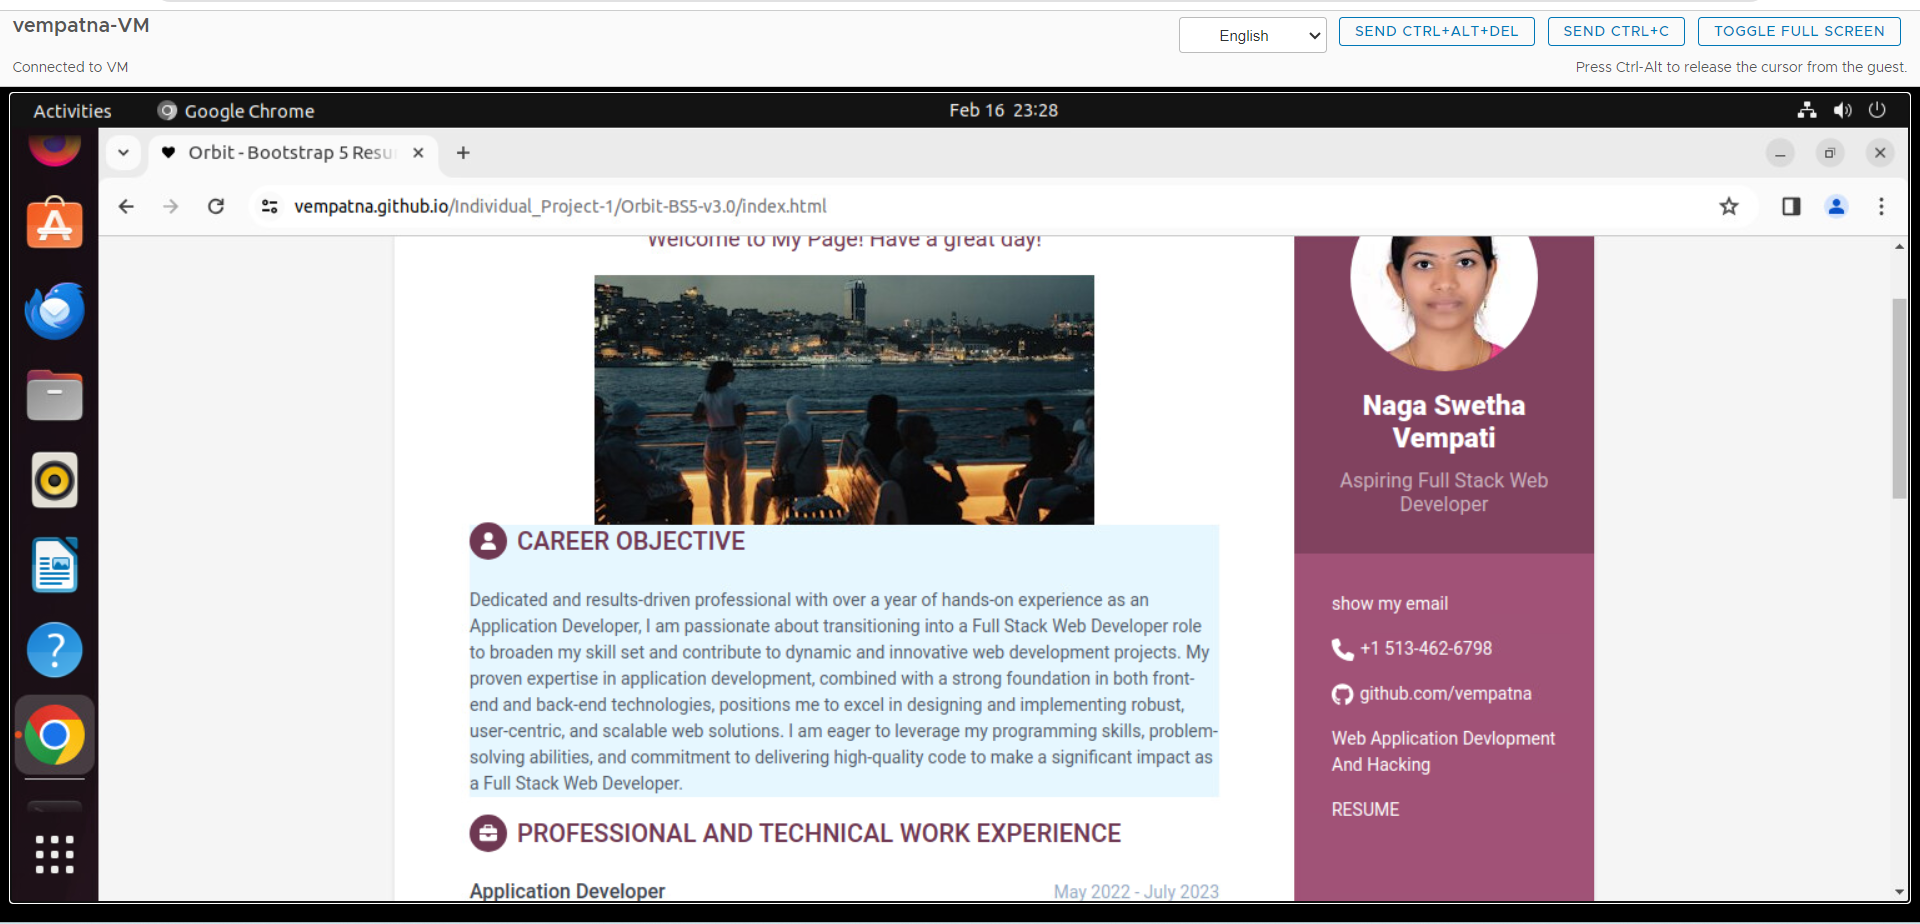 vempatna-VM
English
SEND CTRL+ALT+DEL
SEND CTRL+C
TOGGLE FULL SCREEN
Connected to VM
Press Ctrl-Alt to release the cursor from the guest.
Activities
Google Chrome
Feb 16 23:28
Orbit - Bootstrap 5 Resu
vempatna.github.io/Individual_Project-1/Orbit-BS5-v3.0/index.html
Welcome to My Page! Have a great day!
CAREER OBJECTIVE
Dedicated and results-driven professional with over a year of hands-on experience as an
Application Developer, I am passionate about transitioning into a Full Stack Web Developer role
to broaden my skill set and contribute to dynamic and innovative web development projects. My
proven expertise in application development, combined with a strong foundation in both front-
end and back-end technologies, positions me to excel in designing and implementing robust,
user-centric, and scalable web solutions. I am eager to leverage my programming skills, problem-
solving abilities, and commitment to delivering high-quality code to make a significant impact as
a Full Stack Web Developer.
PROFESSIONAL AND TECHNICAL WORK EXPERIENCE
Application Developer
May 2022 - July 2023
Naga Swetha
Vempati
Aspiring Full Stack Web
Developer
show my email
+1 513-462-6798
github.com/vempatna
Web Application Devlopment
And Hacking
RESUME